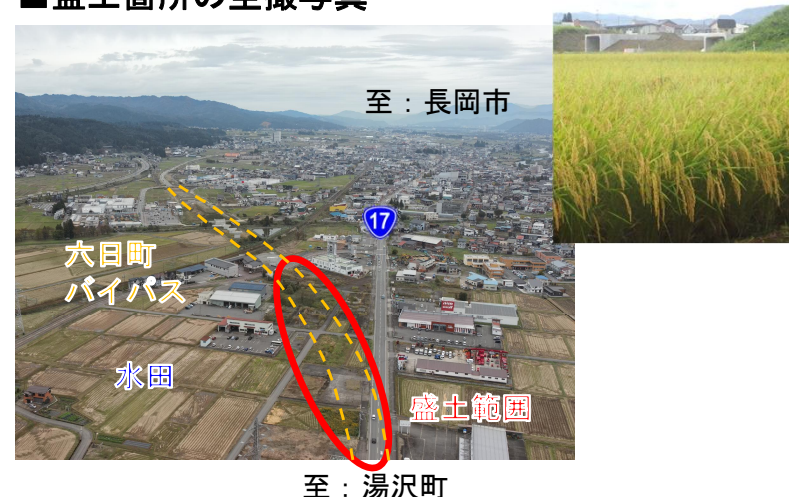 ■盛土箇所の空撮写真
至：長岡市
17
六日町
バイパス
水田
盛土範囲
至：湯沢町